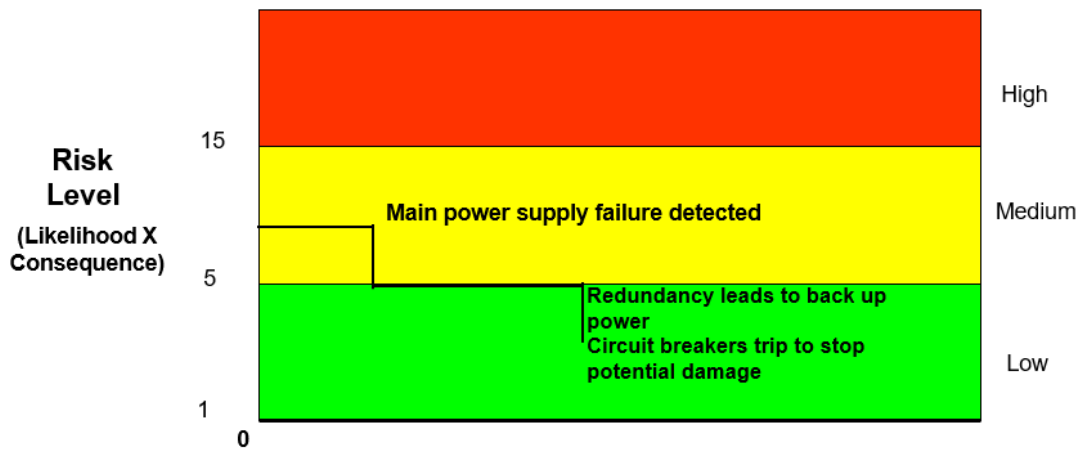 High
15
Risk
Level
(Likelihood X
Consequence)
Main power supply failure detected
Medium
5
Redundancy leads to back up
power
Circuit breakers trip to stop
potential damage
Low
1
0